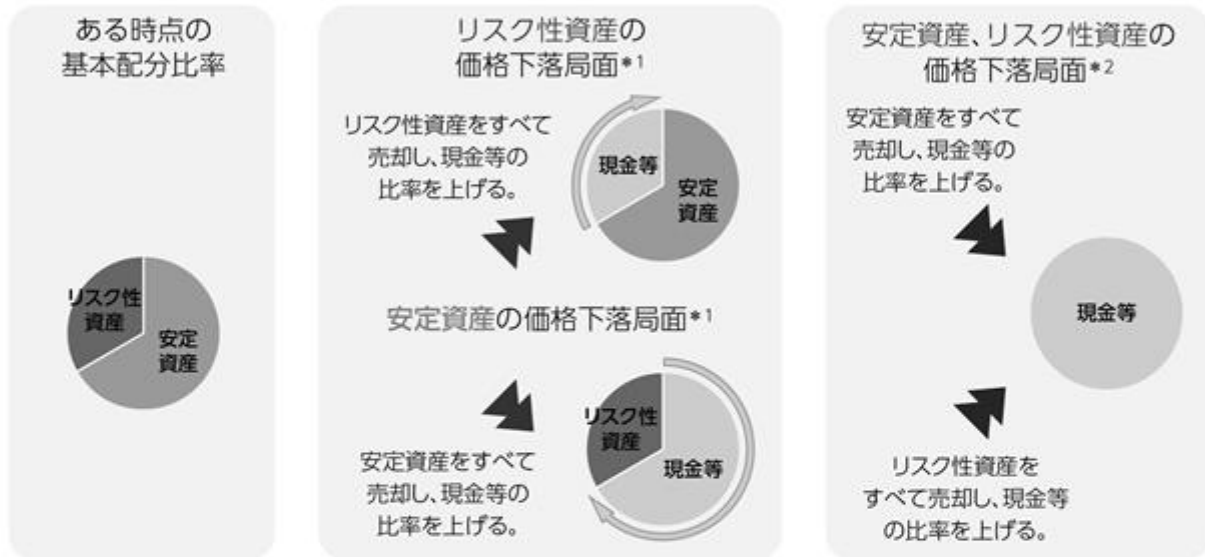 ある時点の
基本配分比率
リスク性
資産
安定
資産
リスク性資産の
価格下落局面*1
リスク性資産をすべて
売却し、現金等の
比率を上げる。
現金等
安定
資産
安定資産の価格下落局面*1
リスク性
資産
現金等
安定資産をすべて
売却し、現金等の
比率を上げる。
安定資産、リスク性資産の
価格下落局面*2
安定資産をすべて
売却し、現金等の
比率を上げる。
現金等
リスク性資産を
すべて売却し、現金等
の比率を上げる。